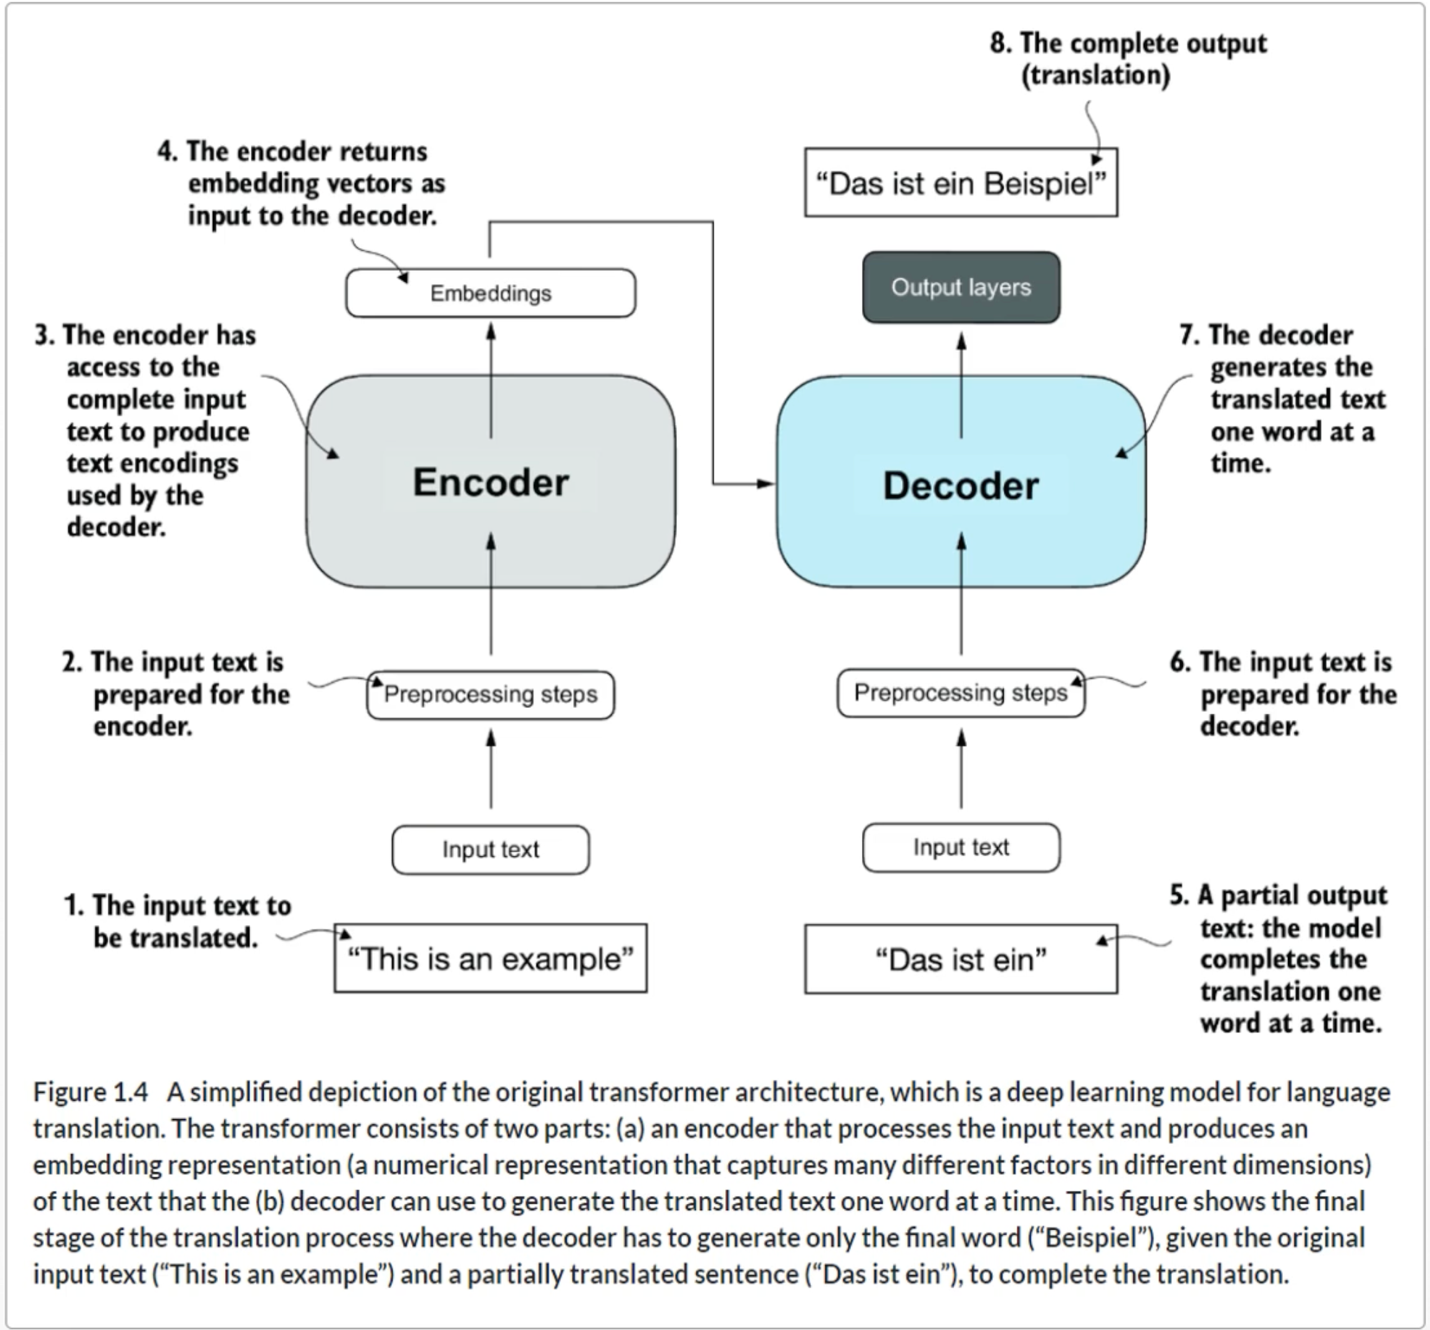 8. The complete output
(translation)
“Das ist ein Beispiel”
4. The encoder returns
embedding vectors as
input to the decoder.
Embeddings
Output layers
3. The encoder has
access to the
complete input
text to produce
text encodings
used by the
decoder.
Encoder
Decoder
7. The decoder
generates the
translated text
one word at a
time.
2. The input text is
prepared for the
encoder.
Preprocessing steps
Preprocessing steps
6. The input text is
prepared for the
decoder.
Input text
Input text
1. The input text to
be translated.
“This is an example”
“Das ist ein”
5. A partial output
text: the model
completes the
translation one
word at a time.
Figure 1.4 A simplified depiction of the original transformer architecture, which is a deep learning model for language
translation. The transformer consists of two parts: (a) an encoder that processes the input text and produces an
embedding representation (a numerical representation that captures many different factors in different dimensions)
of the text that the (b) decoder can use to generate the translated text one word at a time. This figure shows the final
stage of the translation process where the decoder has to generate only the final word (“Beispiel”), given the original
input text (“This is an example”) and a partially translated sentence (“Das ist ein”), to complete the translation.